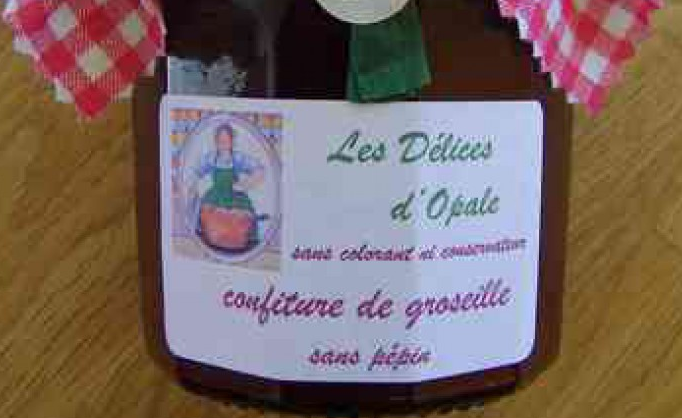 Les Délices
d'Opale
sans colorant ni conservateur
confiture de groseille
sans pépin